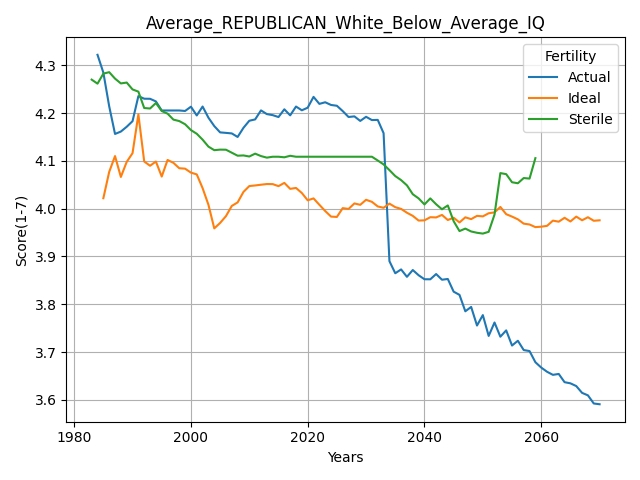 Average_REPUBLICAN_White_Below_Average_IQ
Fertility
Actual
Ideal
Sterile
Score(1-7)
4.3
4.2
4.1
4.0
3.9
3.8
3.7
3.6
1980
2000
2020
2040
2060
Years